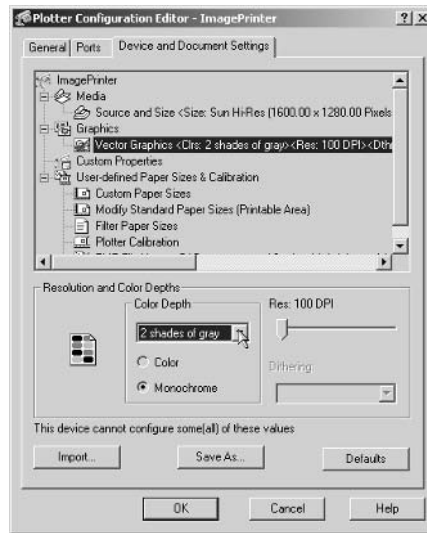 Plotter Configuration Editor - ImagePrinter
General Ports Device and Document Settings
ImagePrinter
Media
Source and Size <Size: Sun Hi-Res (1600.00 x 1280.00 Pixels
Graphics
Vector Graphics <Clrs: 2 shades of gray><Res: 100 DPI><Dth
Custom Properties
User-defined Paper Sizes & Calibration
Custom Paper Sizes
Modify Standard Paper Sizes (Printable Area)
Filter Paper Sizes
Plotter Calibration
Resolution and Color Depths
Color Depth
Res: 100 DPI
2 shades of gray
Color
Dithering:
Monochrome
This device cannot configure some(all) of these values
Import... Save As... Defaults
OK Cancel Help